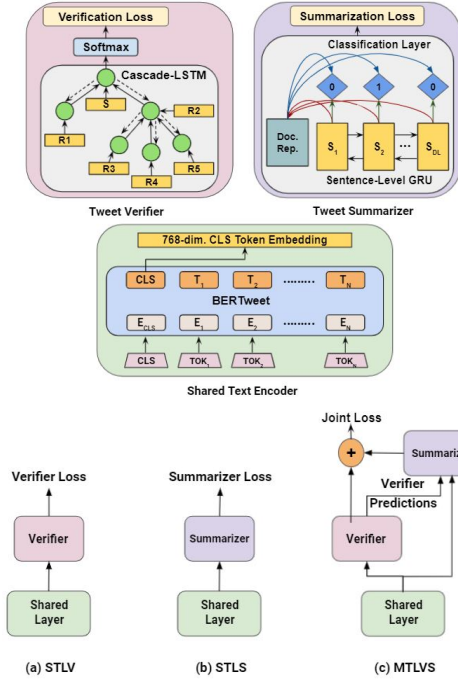 Verification Loss
Softmax
Cascade-LSTM
S
R1
R2
R3
R4
R5
Tweet Verifier
Summarization Loss
Classification Layer
0
1
0
Doc.
Rep.
S1
S2
...
SDL
Sentence-Level GRU
Tweet Summarizer
768-dim. CLS Token Embedding
CLS T1 T2 ......... TN
BERTweet
ECLS E1 E2 ......... EN
CLS TOK1 TOK2 ......... TOKN
Shared Text Encoder
Verifier Loss
Verifier
Shared
Layer
(a) STLV
Summarizer Loss
Summarizer
Shared
Layer
(b) STLS
Joint Loss
+
Summariz
Verifier
Predictions
Verifier
Shared
Layer
(c) MTLVS